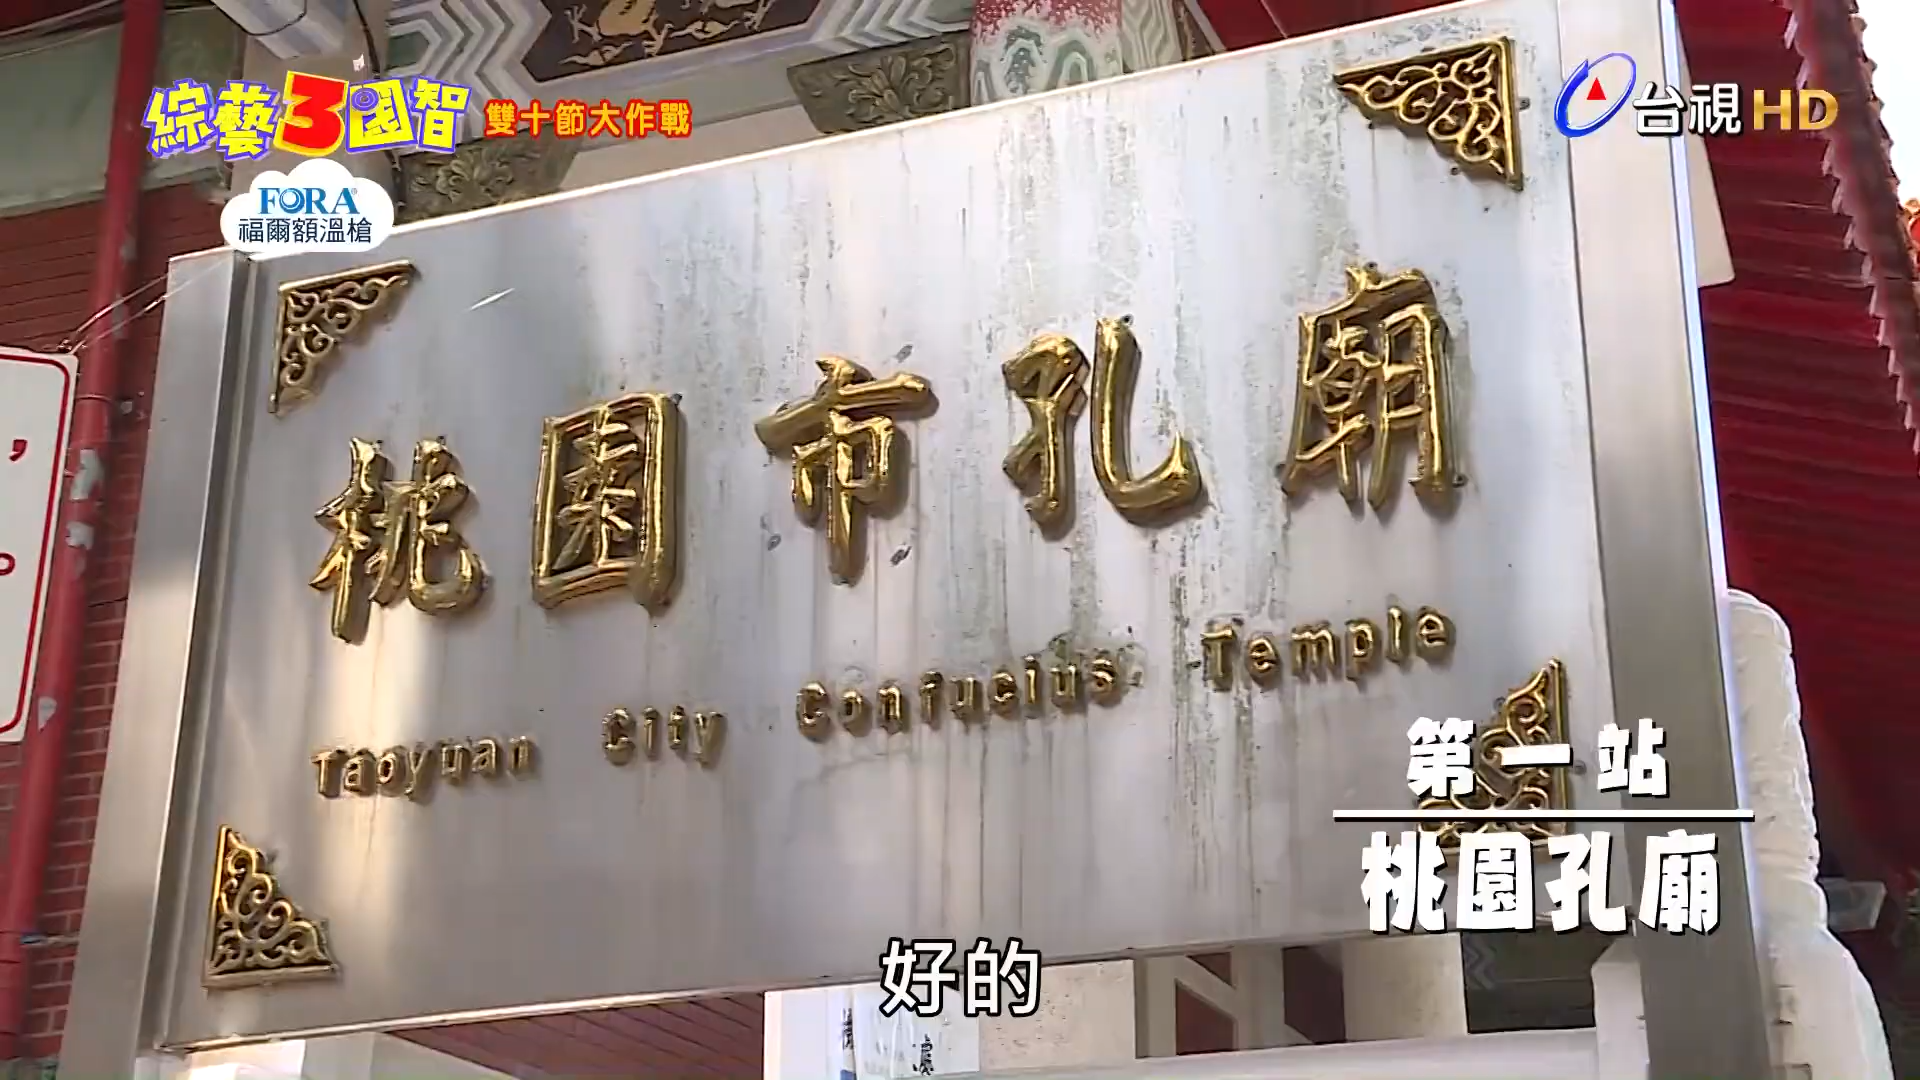 綜藝3國智 雙十節大作戰
台視HD
FORA
福爾額溫槍
桃園市孔廟
Taoyuan City Confucius Temple
第一站
桃園孔廟
好的